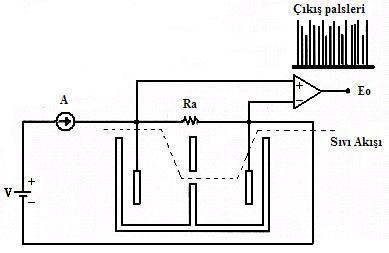 Çıkış palsleri
A
Ra
+
−
Eo
Sıvı Akışı
V
+
−